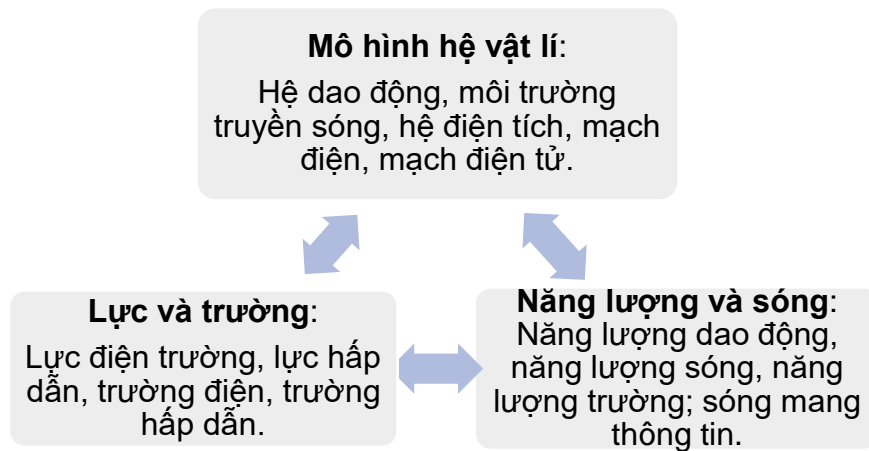 Mô hình hệ vật lí:
Hệ dao động, môi trường
truyền sóng, hệ điện tích, mạch
điện, mạch điện tử.
Lực và trường:
Lực điện trường, lực hấp
dẫn, trường điện, trường
hấp dẫn.
Năng lượng và sóng:
Năng lượng dao động,
năng lượng sóng, năng
lượng trường; sóng mang
thông tin.